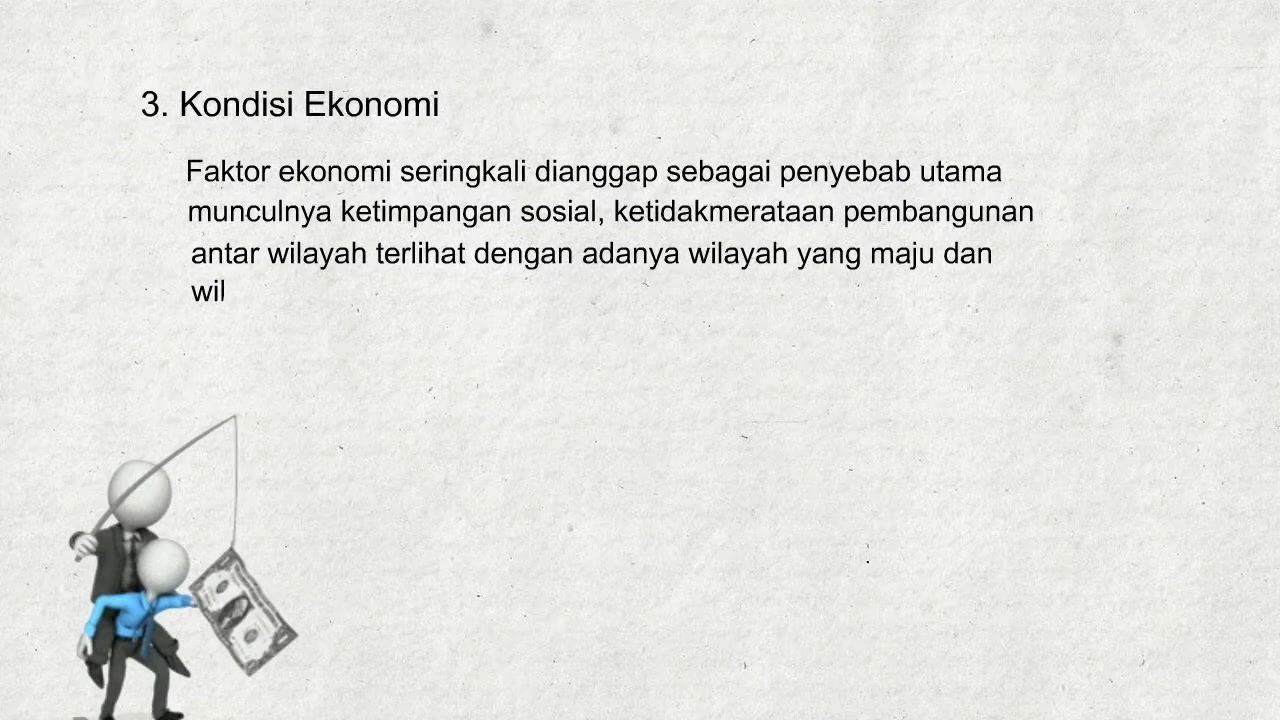 3. Kondisi Ekonomi
Faktor ekonomi seringkali dianggap sebagai penyebab utama
munculnya ketimpangan sosial, ketidakmerataan pembangunan
antar wilayah terlihat dengan adanya wilayah yang maju dan
wil